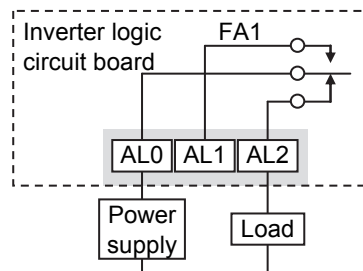 Inverter logic
circuit board
FA1
AL0 AL1 AL2
Power
supply
Load